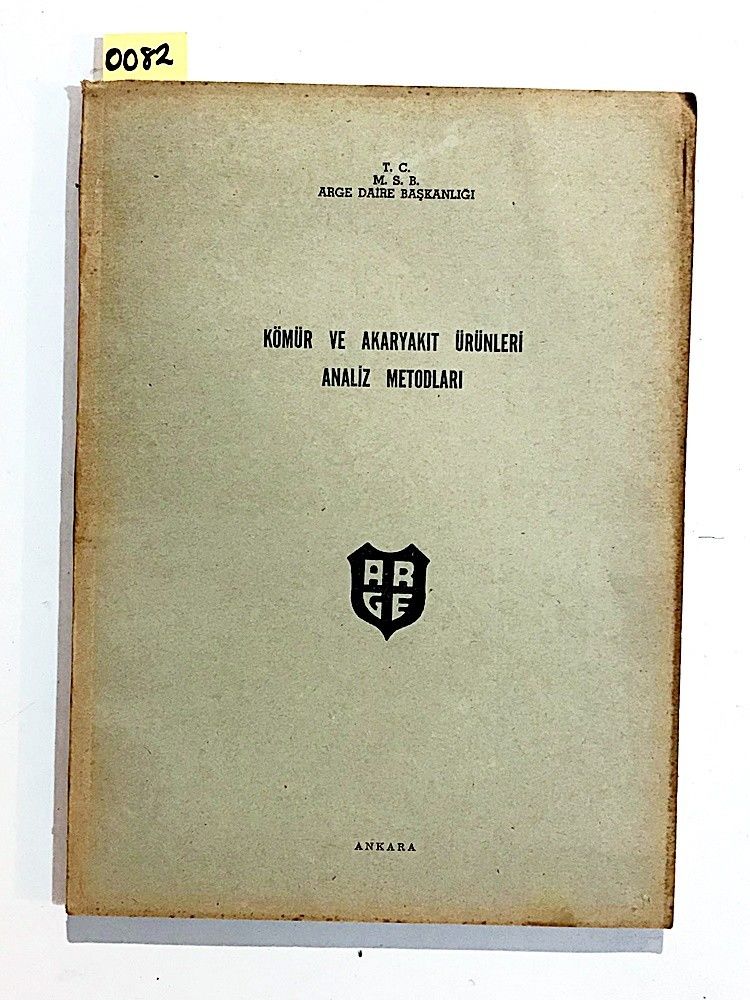 0082
T. C.
M. S. B.
ARGE DAİRE BAŞKANLIĞI
KÖMÜR VE AKARYAKIT ÜRÜNLERİ
ANALİZ METODLARI
AR
GE
ANKARA